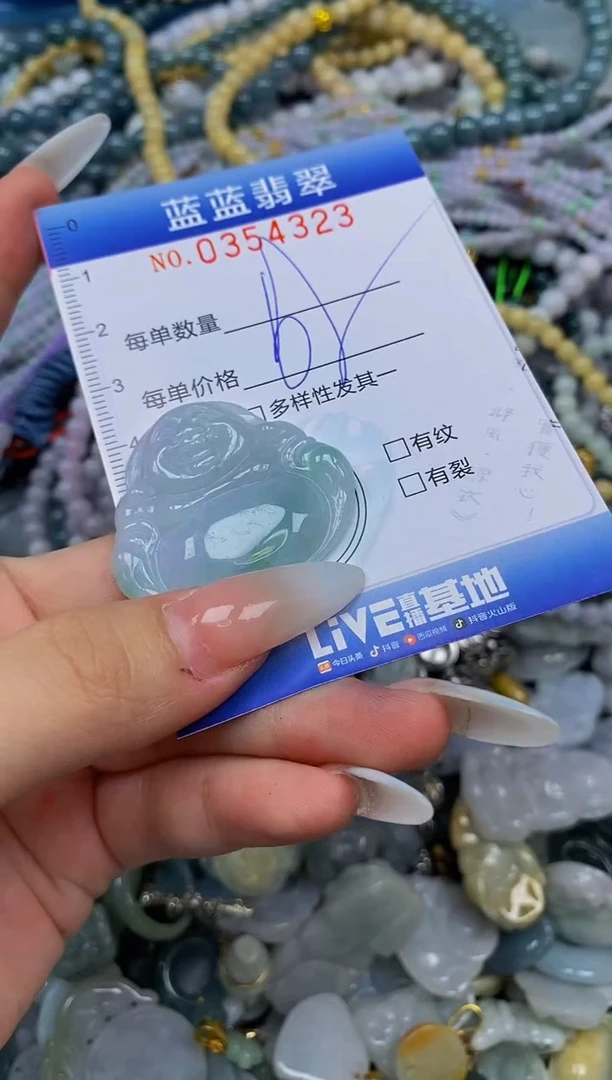 蓝蓝翡翠
NO.0354323
0
1
2
3
4
每单数量
每单价格
□多样性发其一
□有纹
□有裂
LiVE直播基地
今日头条 抖音 西瓜视频 抖音火山版